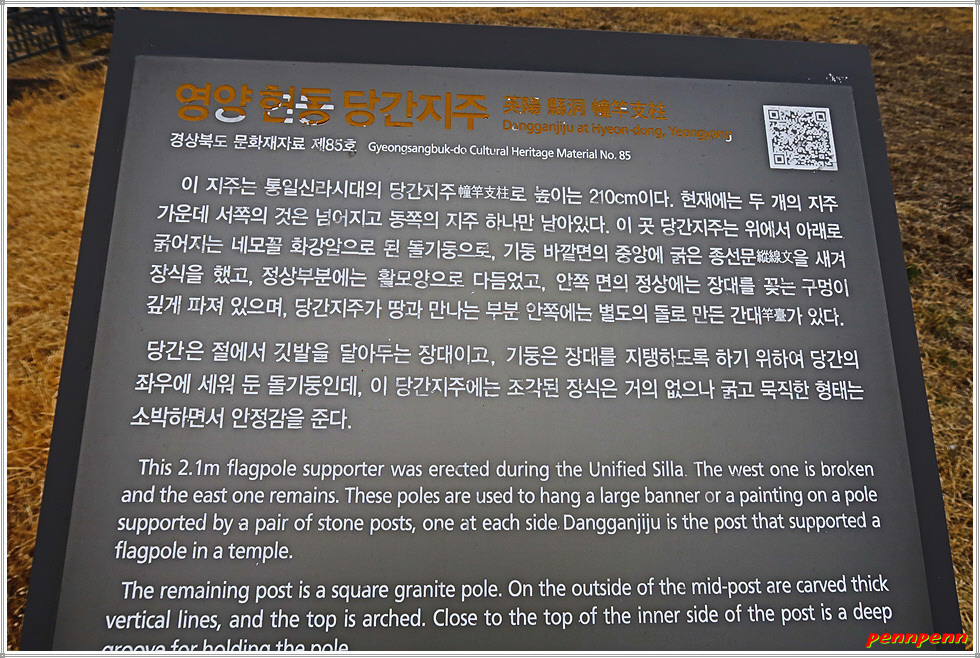 영양 현동 당간지주 英陽 縣洞 幢竿支柱
Dangganjiju at Hyeon-dong, Yeongyang
경상북도 문화재자료 제85호 Gyeongsangbuk-do Cultural Heritage Material No. 85
이 지주는 통일신라시대의 당간지주幢竿支柱로 높이는 210cm이다. 현재에는 두 개의 지주
가운데 서쪽의 것은 넘어지고 동쪽의 지주 하나만 남아있다. 이 곳 당간지주는 위에서 아래로
굵어지는 네모꼴 화강암으로 된 돌기둥으로, 기둥 바깥면의 중앙에 굵은 종선문縱線文을 새겨
장식을 했고, 정상부분에는 활모양으로 다듬었고, 안쪽 면의 정상에는 장대를 꽂는 구멍이
깊게 파져 있으며, 당간지주가 땅과 만나는 부분 안쪽에는 별도의 돌로 만든 간대竿臺가 있다.
당간은 절에서 깃발을 달아두는 장대이고, 기둥은 장대를 지탱하도록 하기 위하여 당간의
좌우에 세워 둔 돌기둥인데, 이 당간지주에는 조각된 장식은 거의 없으나 굵고 묵직한 형태는
소박하면서 안정감을 준다.
This 2.1m flagpole supporter was erected during the Unified Silla. The west one is broken
and the east one remains. These poles are used to hang a large banner or a painting on a pole
supported by a pair of stone posts, one at each side. Dangganjiju is the post that supported a
flagpole in a temple.
The remaining post is a square granite pole. On the outside of the mid-post are carved thick
vertical lines, and the top is arched. Close to the top of the inner side of the post is a deep
groove for holding the pole.
pennpenn